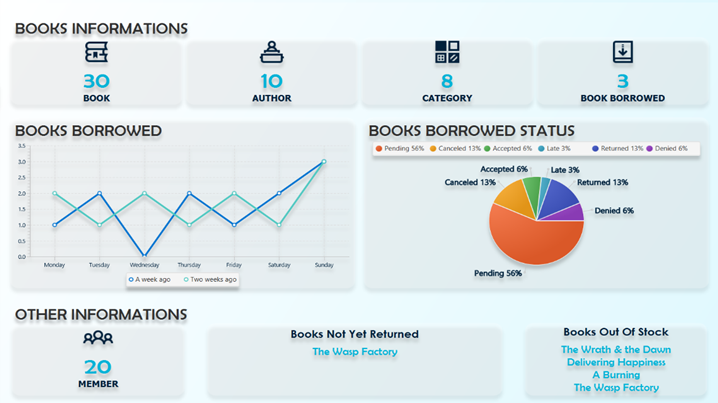 BOOKS INFORMATIONS
30
BOOK
10
AUTHOR
8
CATEGORY
3
BOOK BORROWED
BOOKS BORROWED
3.5
3.0
2.5
2.0
1.5
1.0
0.5
0.0
Monday Tuesday Wednesday Thursday Friday Saturday Sunday
A week ago Two weeks ago
BOOKS BORROWED STATUS
Pending 56% Canceled 13% Accepted 6% Late 3% Returned 13% Denied 6%
Accepted 6%
Late 3%
Canceled 13%
Returned 13%
Denied 6%
Pending 56%
OTHER INFORMATIONS
20
MEMBER
Books Not Yet Returned
The Wasp Factory
Books Out Of Stock
The Wrath & the Dawn
Delivering Happiness
A Burning
The Wasp Factory